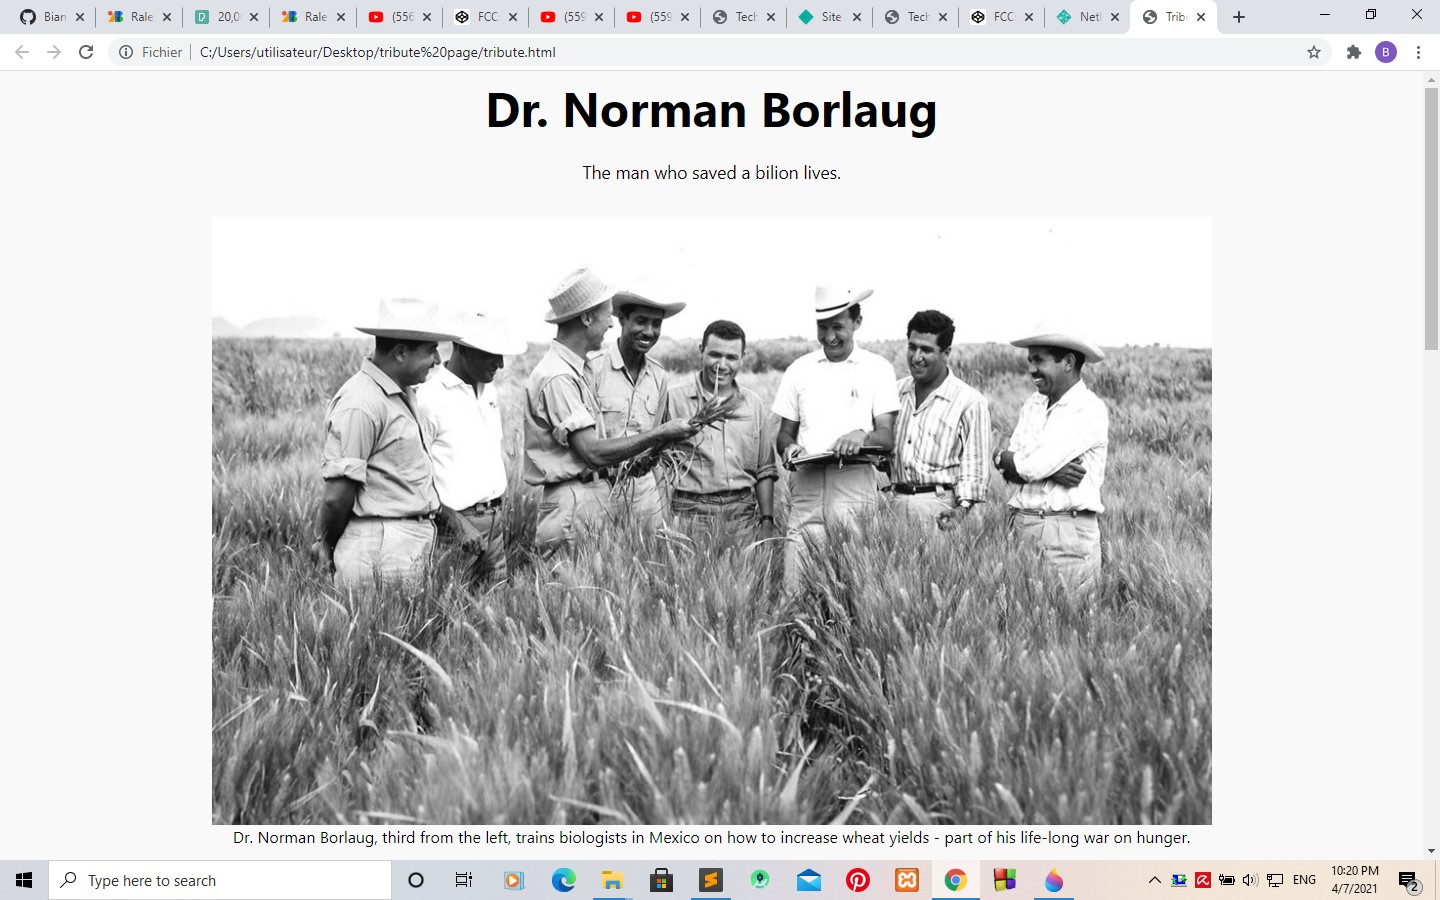 Bian
Rale
20,0
Rale
(556
FCC
(559
(559
Tech
Site
Tech
FCC
Netl
Tribu
Fichier
C:/Users/utilisateur/Desktop/tribute%20page/tribute.html
B
Dr. Norman Borlaug
The man who saved a bilion lives.
Dr. Norman Borlaug, third from the left, trains biologists in Mexico on how to increase wheat yields - part of his life-long war on hunger.
Type here to search
ENG
10:20 PM
4/7/2021
2